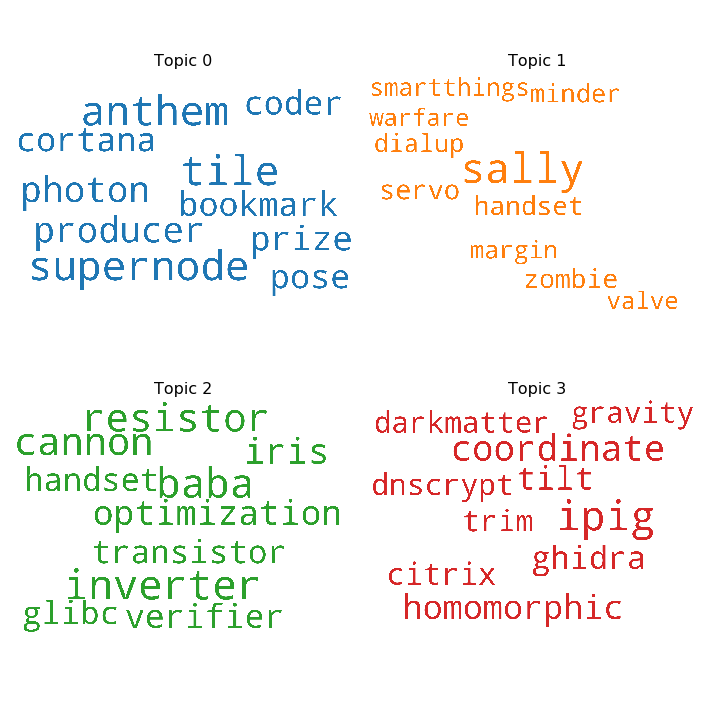 Topic 0
anthem coder
cortana
tile
photon
bookmark
producer
prize
supernode
pose
Topic 1
smartthings minder
warfare
dialup
sally
servo
handset
margin
zombie
valve
Topic 2
resistor
cannon
iris
handset baba
optimization
transistor
inverter
glibc verifier
Topic 3
darkmatter gravity
coordinate
dnscrypt tilt
trim ipig
ghidra
citrix
homomorphic